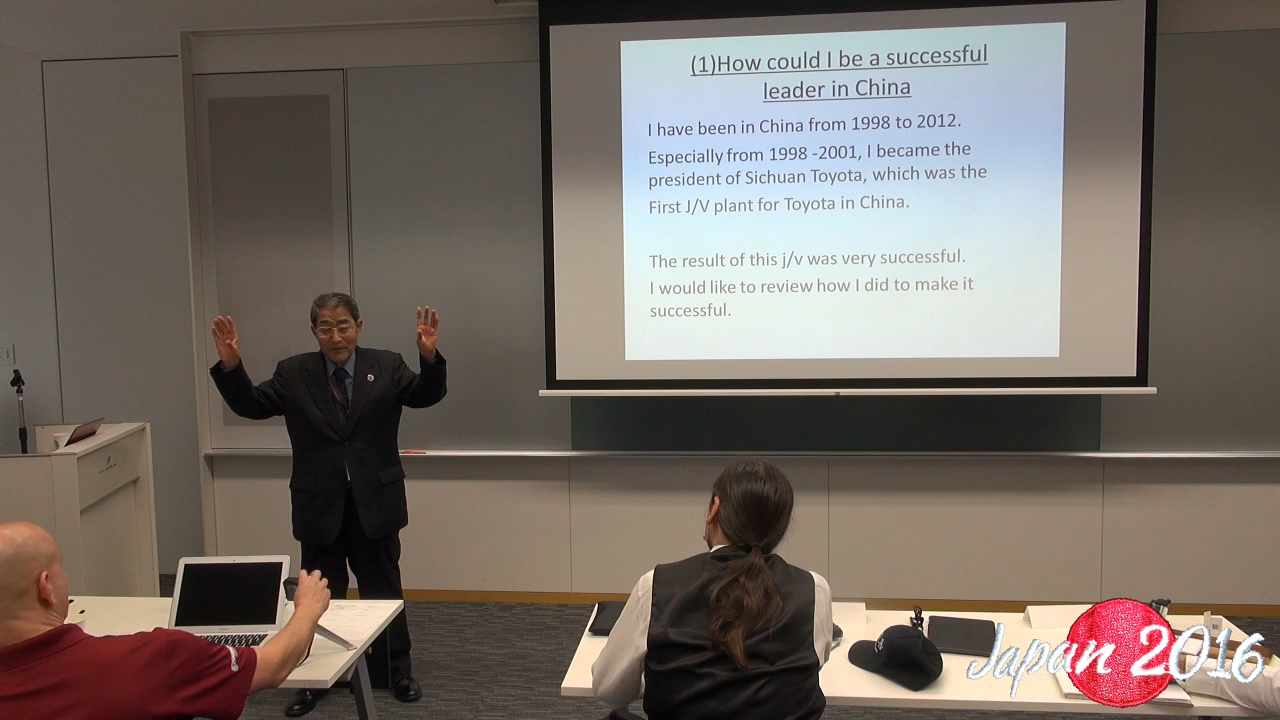 (1)How could I be a successful
leader in China
I have been in China from 1998 to 2012.
Especially from 1998 -2001, I became the
president of Sichuan Toyota, which was the
First J/V plant for Toyota in China.
The result of this j/v was very successful.
I would like to review how I did to make it
successful.
Japan 2016